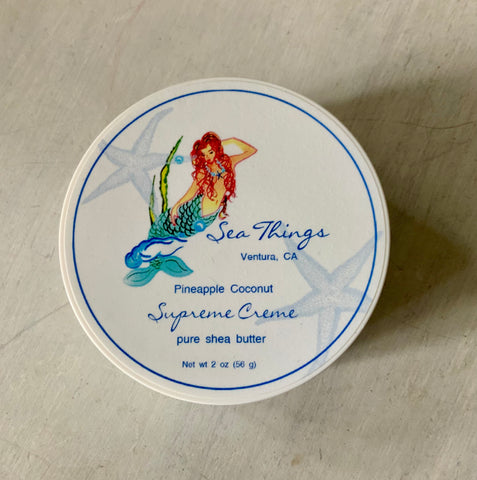 Sea Things
Ventura, CA
Pineapple Coconut
Supreme Creme
pure shea butter
Net wt 2 oz (56 g)